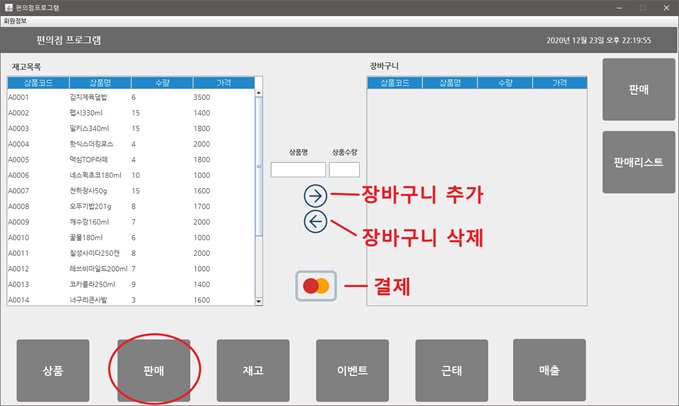 편의점프로그램
회원정보
편의점 프로그램
2020년 12월 23일 오후 22:19:55
재고목록
장바구니
상품코드 상품명 수량 가격
상품코드 상품명 수량 가격
판매
A0001 김치제육덮밥 6 3500
A0002 펩시330ml 15 1400
A0003 밀키스340ml 15 1800
A0004 핫식스더킹포스 4 2000
A0005 맥심TOP라떼 4 1800
A0006 네스퀵초코180ml 10 1000
A0007 천하장사50g 15 1600
A0008 오뚜기밥201g 8 1700
A0009 깨수깡160ml 7 2000
A0010 꿀물180ml 6 1000
A0011 칠성사이다250캔 8 2000
A0012 헤쓰비마일드200ml 7 1000
A0013 코카콜라250ml 9 1400
A0014 너구리큰사발 3 1600
상품명 상품수량
판매리스트
장바구니 추가
장바구니 삭제
결제
상품 판매 재고 이벤트 근태 매출